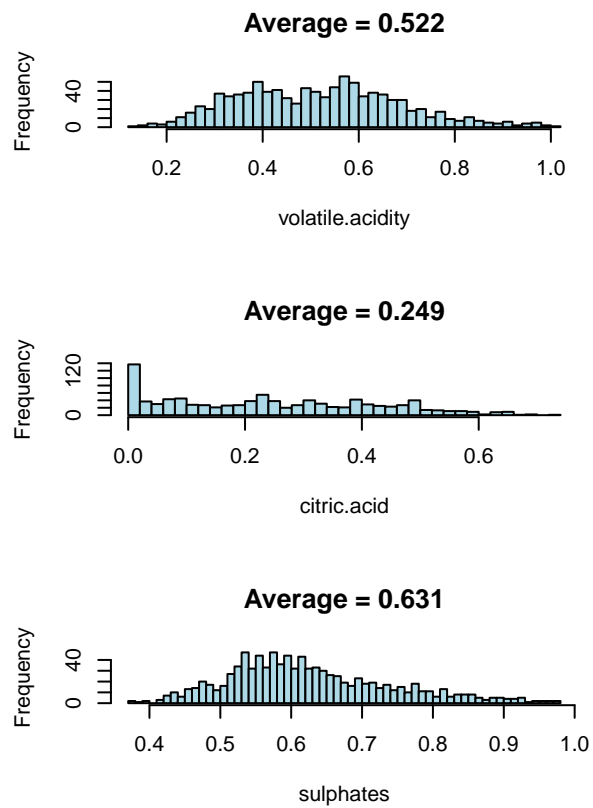 Average = 0.522
Frequency
0 40
0.2 0.4 0.6 0.8 1.0
volatile.acidity
Average = 0.249
Frequency
0 120
0.0 0.2 0.4 0.6
citric.acid
Average = 0.631
Frequency
0 40
0.4 0.5 0.6 0.7 0.8 0.9 1.0
sulphates